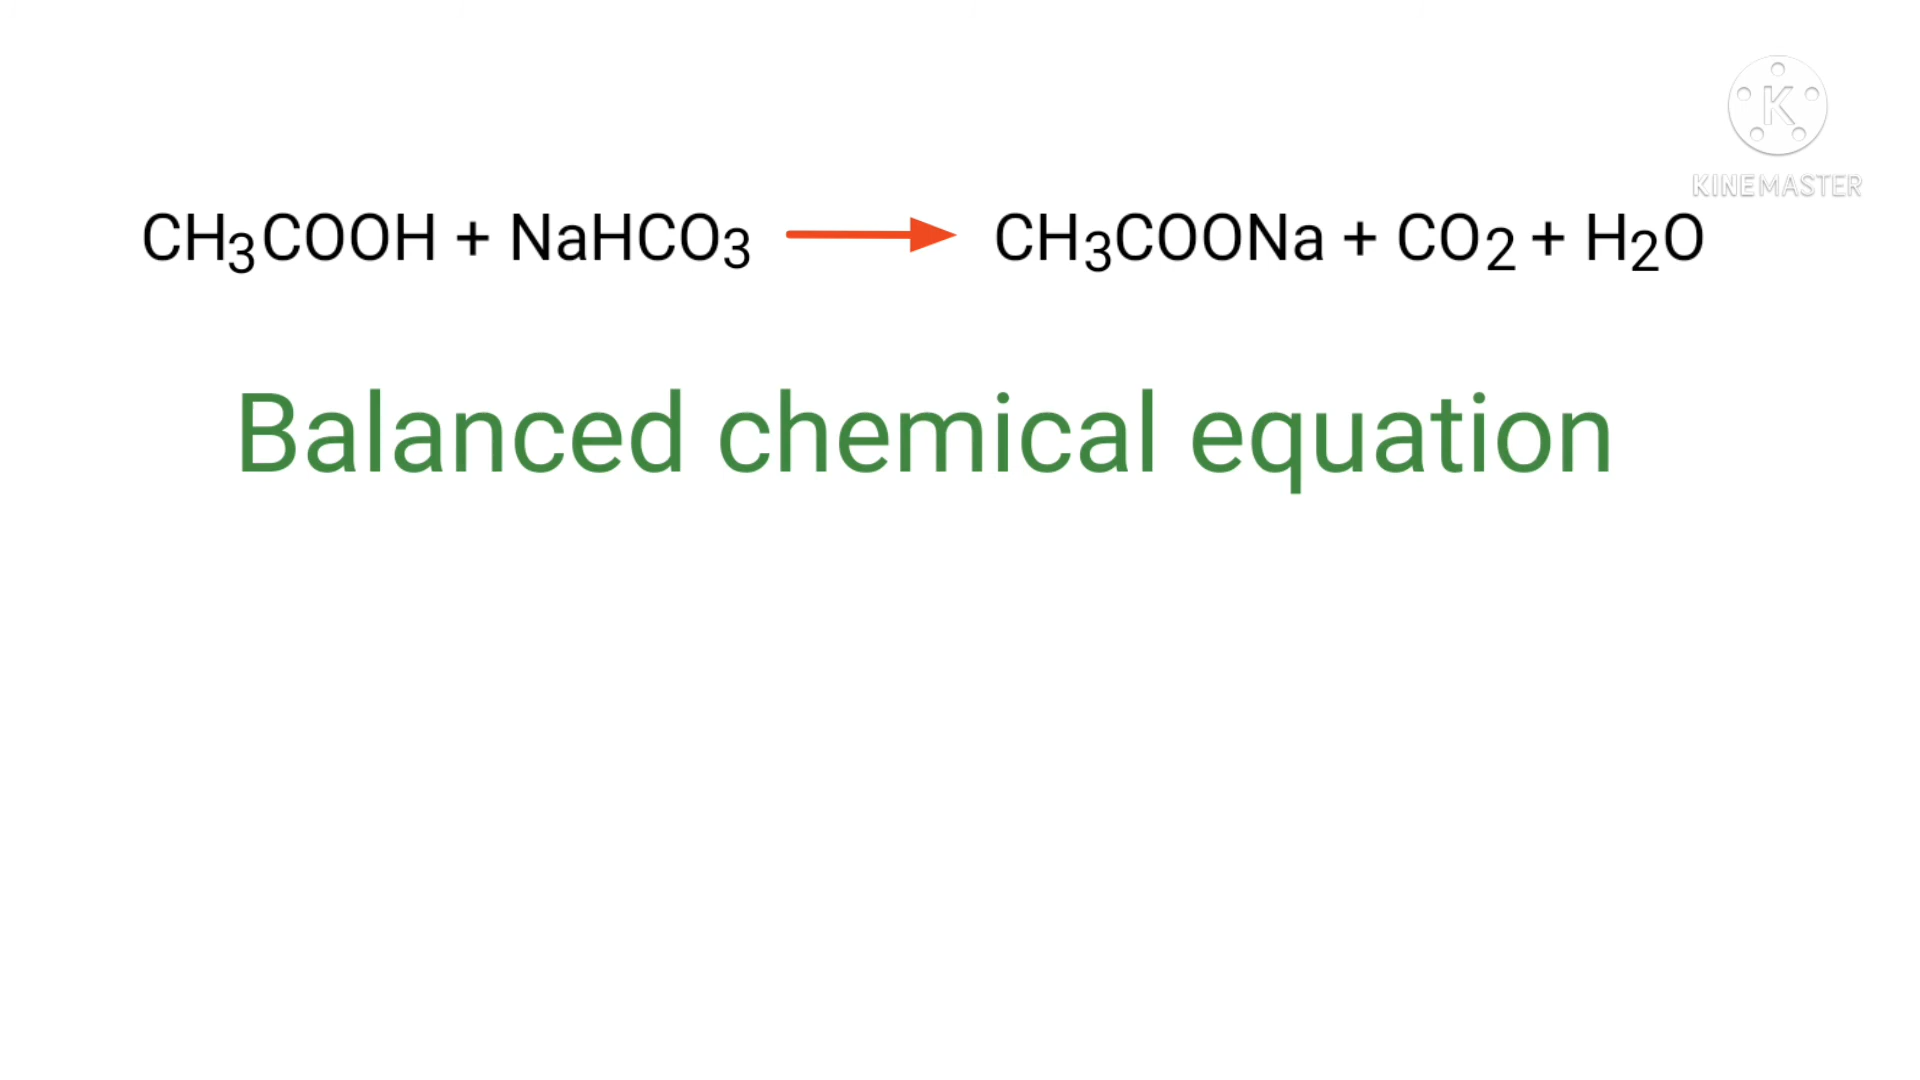 K
KINEMASTER
CH₃COOH + NaHCO₃ ⟶ CH₃COONa + CO₂ + H₂O
Balanced chemical equation